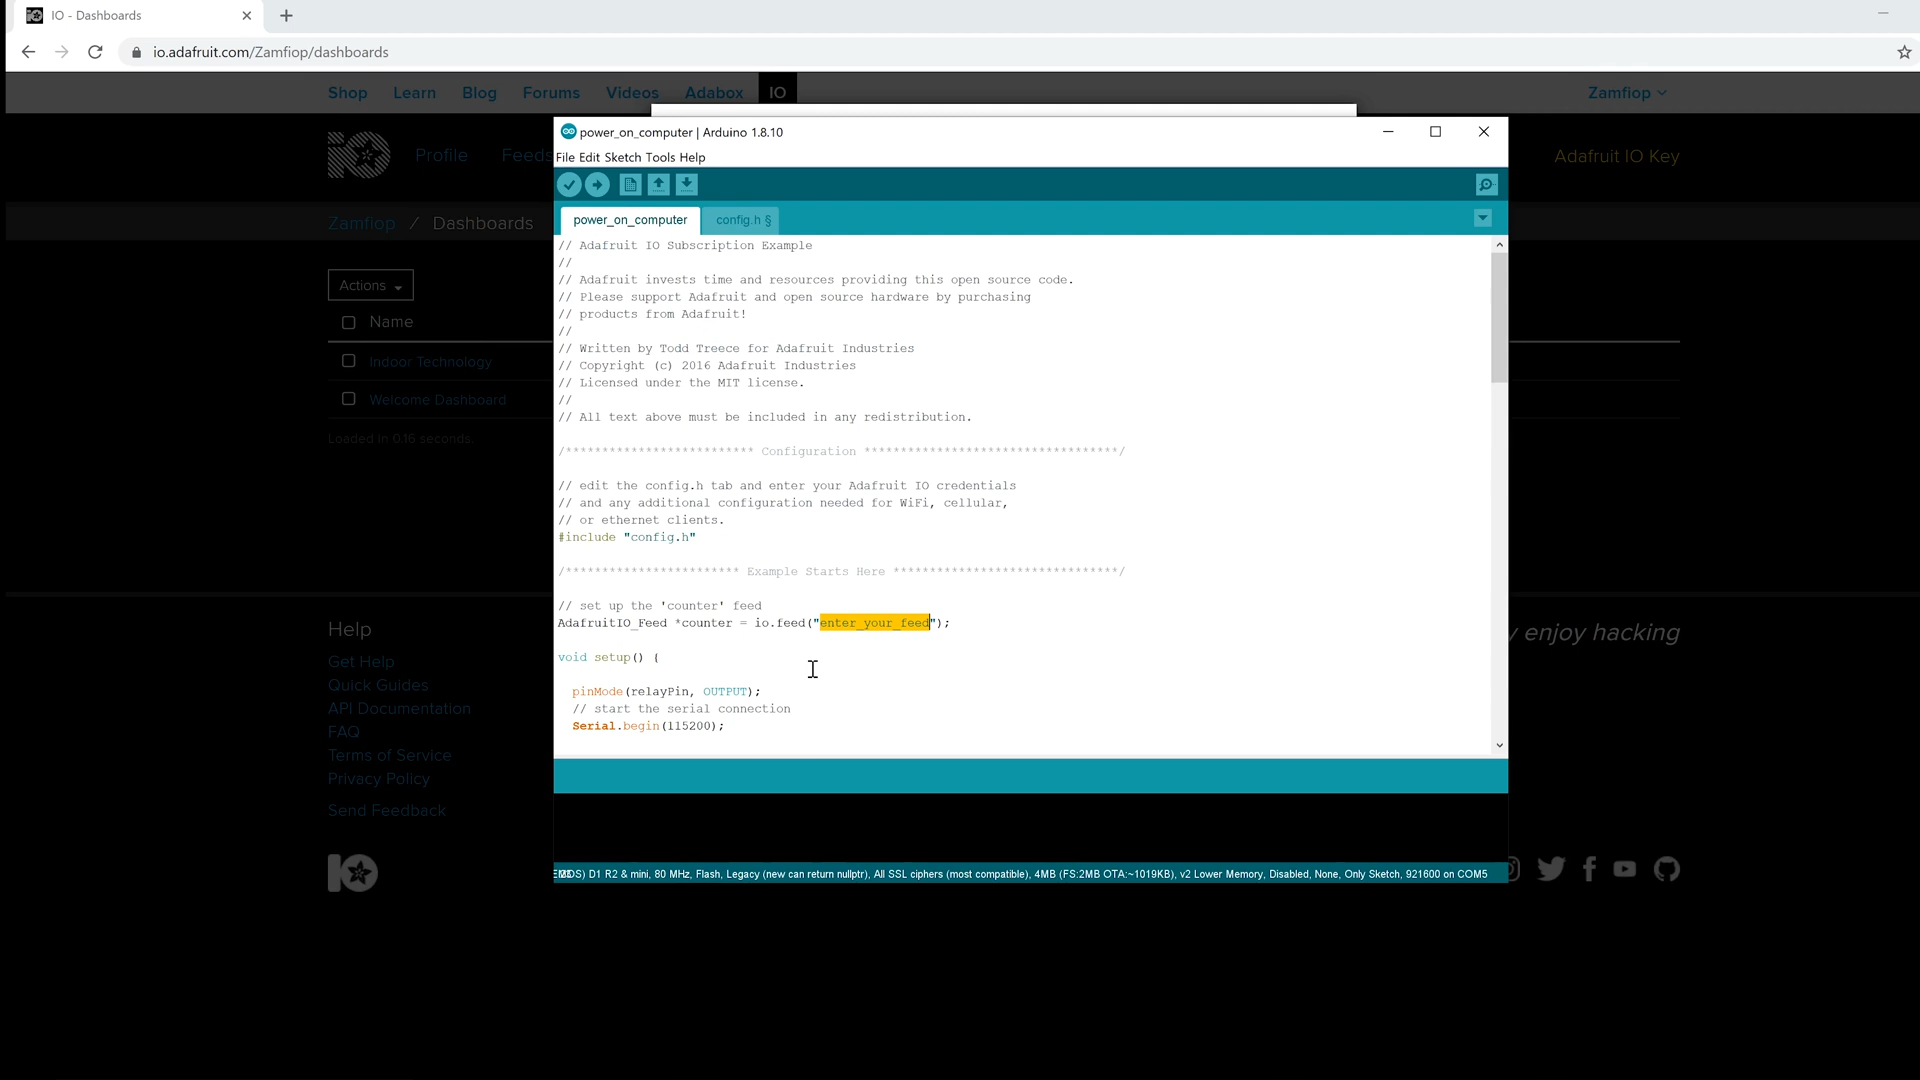 IO - Dashboards
io.adafruit.com/Zamfiop/dashboards
Shop Learn Blog Forums Videos Adabox IO Zamfiop
power_on_computer | Arduino 1.8.10
File Edit Sketch Tools Help
Profile Feeds Adafruit IO Key
power_on_computer config.h §
Zamfiop / Dashboards
Actions
Name
Indoor Technology
Welcome Dashboard
Loaded in 0.16 seconds.
// Adafruit IO Subscription Example
//
// Adafruit invests time and resources providing this open source code.
// Please support Adafruit and open source hardware by purchasing
// products from Adafruit!
//
// Written by Todd Treece for Adafruit Industries
// Copyright (c) 2016 Adafruit Industries
// Licensed under the MIT license.
//
// All text above must be included in any redistribution.
/************************** Configuration ***********************************/
// edit the config.h tab and enter your Adafruit IO credentials
// and any additional configuration needed for WiFi, cellular,
// or ethernet clients.
#include "config.h"
/************************ Example Starts Here *******************************/
// set up the 'counter' feed
AdafruitIO_Feed *counter = io.feed("enter_your_feed");
void setup() {
pinMode(relayPin, OUTPUT);
// start the serial connection
Serial.begin(115200);
Help
Get Help
Quick Guides
API Documentation
FAQ
Terms of Service
Privacy Policy
Send Feedback
y enjoy hacking
D1 R2 & mini, 80 MHz, Flash, Legacy (new can return nullptr), All SSL ciphers (most compatible), 4MB (FS:2MB OTA:~1019KB), v2 Lower Memory, Disabled, None, Only Sketch, 921600 on COM5